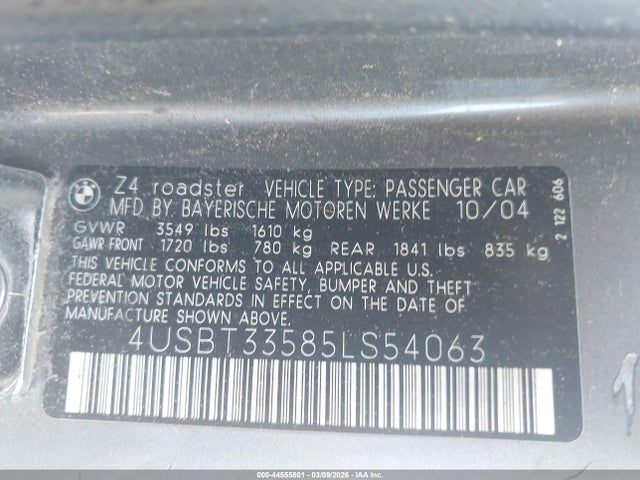 BMW
Z4 roadster VEHICLE TYPE: PASSENGER CAR
MFD BY: BAYERISCHE MOTOREN WERKE 10/04
GVWR 3549 lbs 1610 kg
GAWR FRONT 1720 lbs 780 kg REAR 1841 lbs 835 kg
THIS VEHICLE CONFORMS TO ALL APPLICABLE U.S.
FEDERAL MOTOR VEHICLE SAFETY, BUMPER AND THEFT
PREVENTION STANDARDS IN EFFECT ON THE DATE OF
MANUFACTURE SHOWN ABOVE.
4USBT33585LS54063
2 122 606
000-44555801 - 03/09/2026 - IAA Inc.